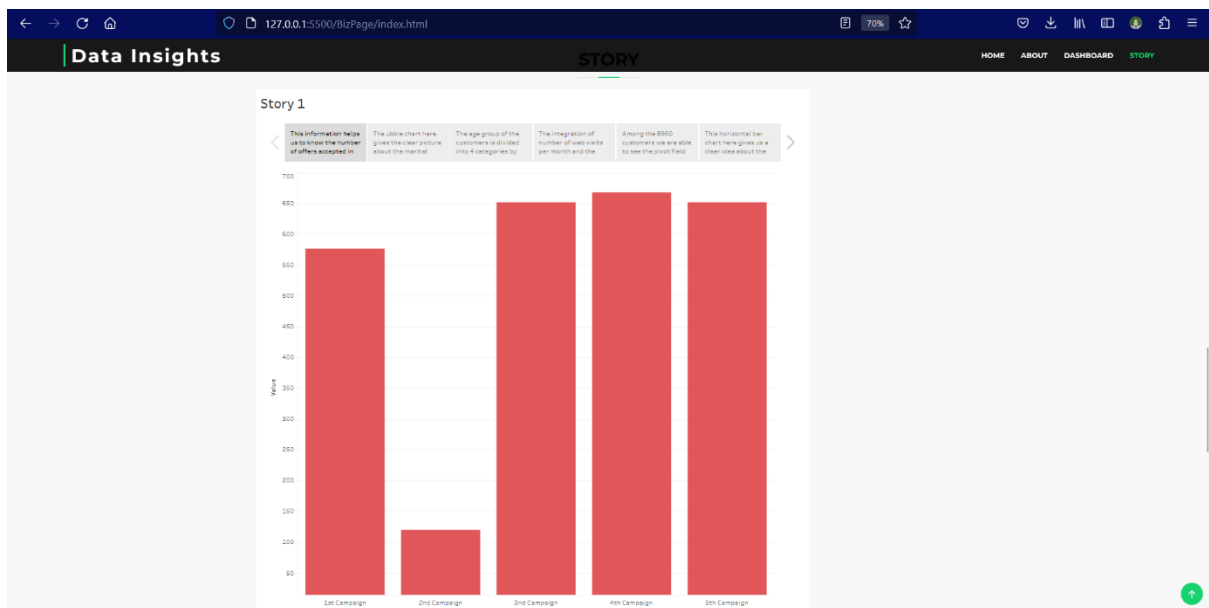 127.0.0.1:5500/BizPage/index.html
70%
Data Insights
STORY
HOME ABOUT DASHBOARD STORY
Story 1
This information helps
us to know the number
of offers accepted in
The ubble chart here
gives the clear picture
about the marital
The age group of the
customers is divided
into 4 categories by
The integration of
number of web visits
per month and the
Among the 8960
customers we are able
to see the pivot field
This horizontal bar
chart here gives us a
clear idea about the
700
650
600
550
500
450
400
350
300
250
200
150
100
50
Value
1st Campaign 2nd Campaign 3nd Campaign 4th Campaign 5th Campaign